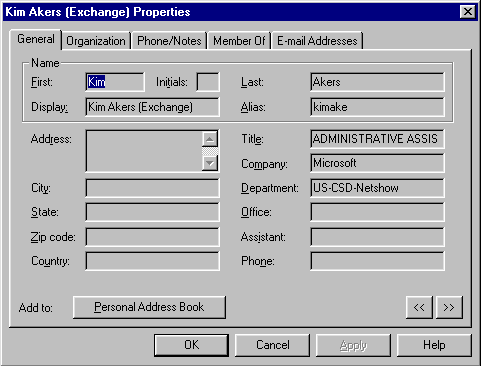 Kim Akers (Exchange) Properties
General Organization Phone/Notes Member Of E-mail Addresses
Name
First: Kim Initials: Last: Akers
Display: Kim Akers (Exchange) Alias: kimake
Address: Title: ADMINISTRATIVE ASSIS
Company: Microsoft
City: Department: US-CSD-Netshow
State: Office:
Zip code: Assistant:
Country: Phone:
Add to: Personal Address Book << >>
OK Cancel Apply Help